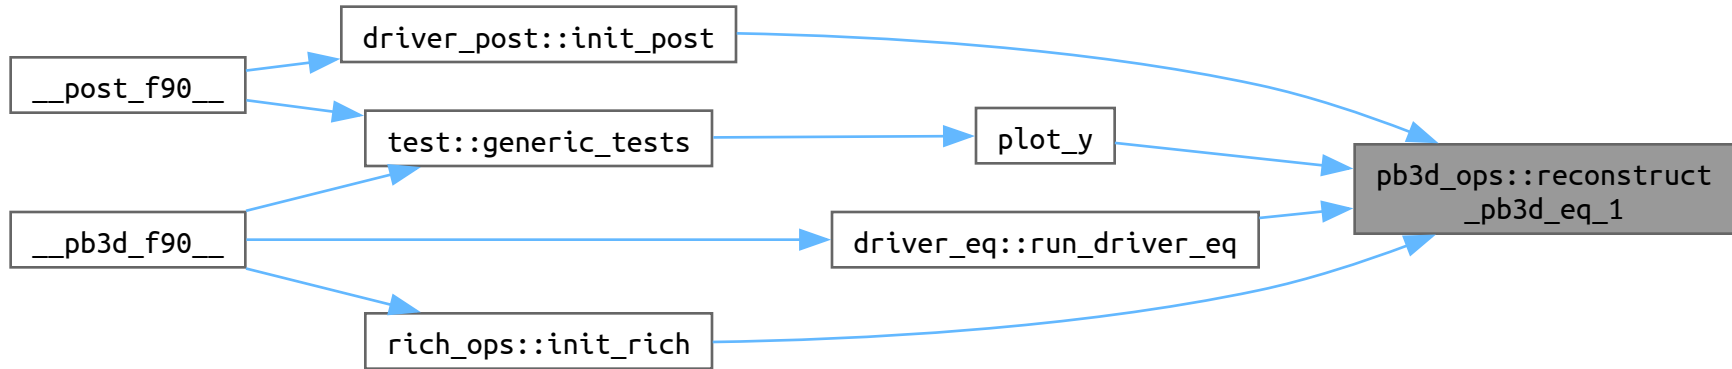 driver_post::init_post
__post_f90__
test::generic_tests
plot_y
pb3d_ops::reconstruct
_pb3d_eq_1
__pb3d_f90__
driver_eq::run_driver_eq
rich_ops::init_rich